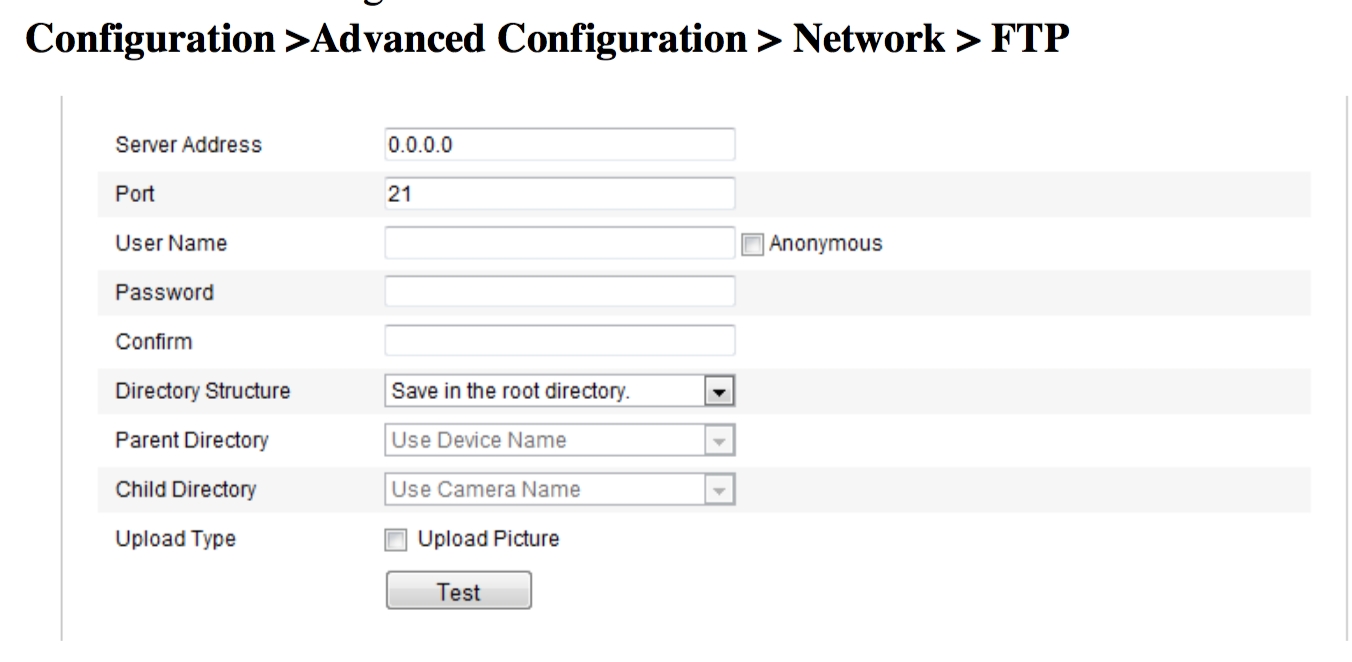 Configuration >Advanced Configuration > Network > FTP
Server Address 0.0.0.0
Port 21
User Name Anonymous
Password
Confirm
Directory Structure Save in the root directory.
Parent Directory Use Device Name
Child Directory Use Camera Name
Upload Type Upload Picture
Test